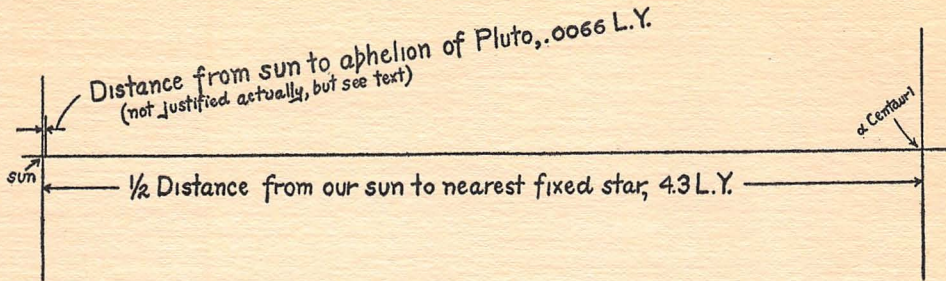 Distance from sun to aphelion of Pluto, .0066 L.Y.
(not justified actually, but see text)
α Centauri
sun
½ Distance from our sun to nearest fixed star, 4.3 L.Y.